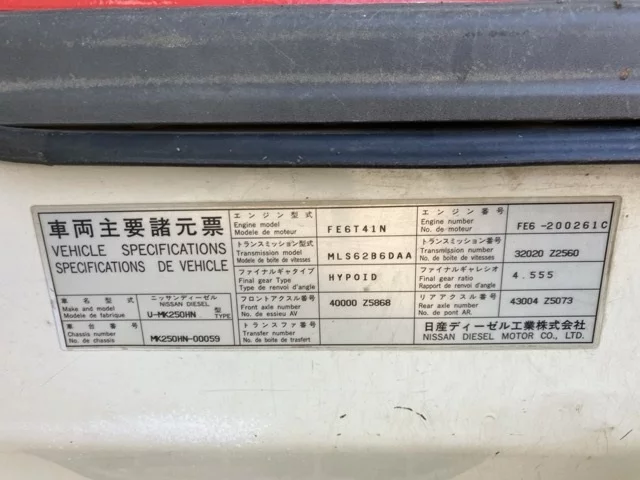 車両主要諸元票
VEHICLE SPECIFICATIONS
SPECIFICATIONS DE VEHICLE
車名型式
Make and model
Modele de fabrique
ニッサンディーゼル
NISSAN DIESEL
U-MK250HN
型
TYPE
車台番号
Chassis number
No. de chassis
MK250HN-00059
エンジン型式
Engine model
Modele de moteur
FE6T41N
トランスミッション型式
Transmission model
Modele de boite de vitesses
MLS62B6DAA
ファイナルギャタイプ
Final gear Type
Type de renvoi d'angle
HYPOID
フロントアクスル番号
Front axle number
No. de essieu AV
40000 Z5868
トランスファ番号
Transfer number
No. de boite de trasfert
エンジン番号
Engine number
No. de moteur
FE6 -200261C
トランスミッション番号
Transmission number
No. de boite de vitesses
32020 Z2560
ファイナルギャレシオ
Final gear ratio
Rapport de renvoi d'angle
4.555
リアアクスル番号
Rear axle number
No. de pont AR.
43004 Z5073
日産ディーゼル工業株式会社
NISSAN DIESEL MOTOR CO., LTD.